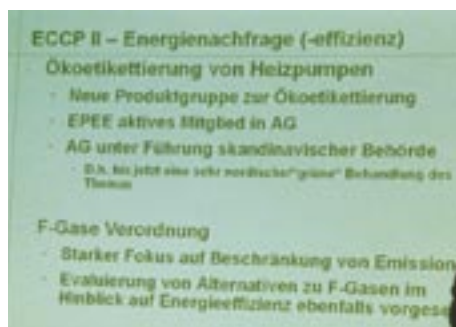 ECCP II – Energienachfrage (-effizienz)
Ökoetikettierung von Heizpumpen
Neue Produktgruppe zur Ökoetikettierung
EPEE aktives Mitglied in AG
AG unter Führung skandinavischer Behörde
D.h. bis jetzt eine sehr nordische/"grüne" Behandlung des
Themas
F-Gase Verordnung
Starker Fokus auf Beschränkung von Emission
Evaluierung von Alternativen zu F-Gasen im
Hinblick auf Energieeffizienz ebenfalls vorgese